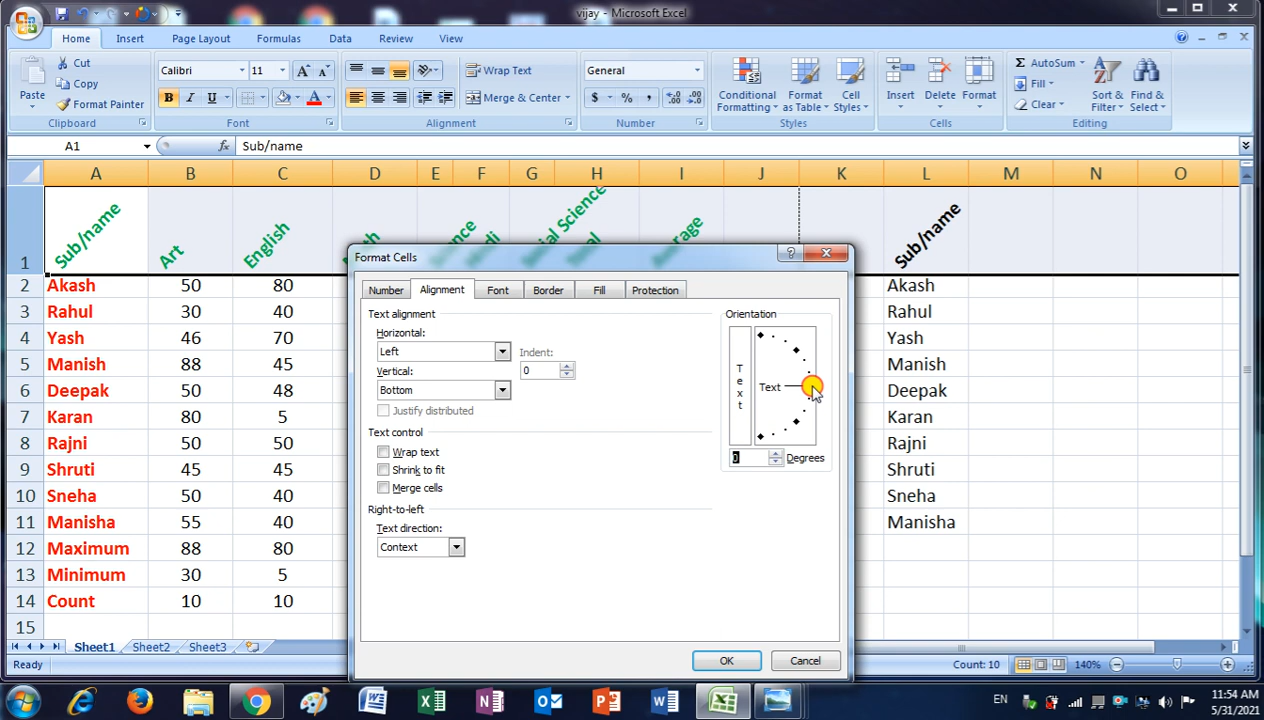 vijay - Microsoft Excel
Home Insert Page Layout Formulas Data Review View
Paste
Cut
Copy
Format Painter
Clipboard
Calibri 11
B I U
Font
Wrap Text
Merge & Center
Alignment
General
$ % ,
Number
Conditional Formatting
Format as Table
Cell Styles
Styles
Insert Delete Format
Cells
AutoSum
Fill
Clear
Sort & Filter
Find & Select
Editing
A1 fx Sub/name
A B C D E F G H I J K L M N O
1 Sub/name Art English Social Science Sub/name
2 Akash 50 80 Akash
3 Rahul 30 40 Rahul
4 Yash 46 70 Yash
5 Manish 88 45 Manish
6 Deepak 50 48 Deepak
7 Karan 80 5 Karan
8 Rajni 50 50 Rajni
9 Shruti 45 45 Shruti
10 Sneha 50 40 Sneha
11 Manisha 55 40 Manisha
12 Maximum 88 80
13 Minimum 30 5
14 Count 10 10
15
Format Cells
Number Alignment Font Border Fill Protection
Text alignment
Horizontal:
Left
Indent:
0
Vertical:
Bottom
Justify distributed
Text control
Wrap text
Shrink to fit
Merge cells
Right-to-left
Text direction:
Context
Orientation
Text
Text
0 Degrees
OK Cancel
Sheet1 Sheet2 Sheet3
Ready Count: 10 140%
EN 11:54 AM
5/31/2021